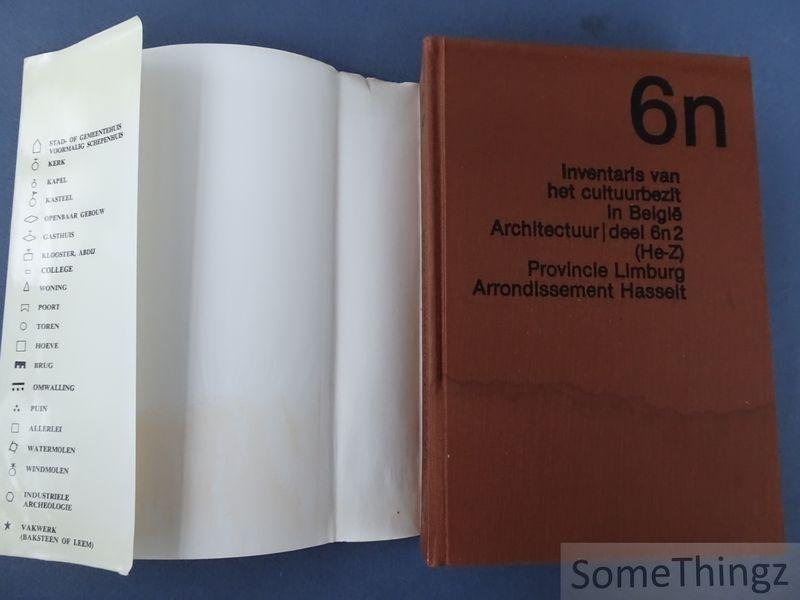 STAD- OF GEMEENTEHUIS
VOORMALIG SCHEPENHUIS
KERK
KAPEL
KASTEEL
OPENBAAR GEBOUW
GASTHUIS
KLOOSTER, ABDIJ
COLLEGE
WONING
POORT
TOREN
HOEVE
BRUG
OMWALLING
PUIN
ALLERLEI
WATERMOLEN
WINDMOLEN
INDUSTRIELE
ARCHEOLOGIE
VAKWERK
(BAKSTEEN OF LEEM)
6n
Inventaris van
het cultuurbezit
in België
Architectuur|deel 6n2
(He-Z)
Provincie Limburg
Arrondissement Hasselt
SomeThingz